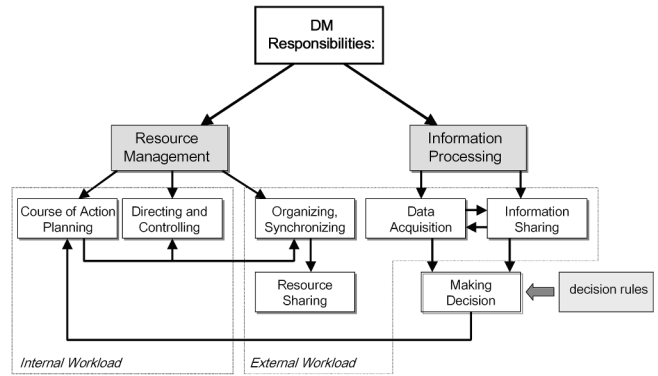 DM
Responsibilities:
Resource
Management
Information
Processing
Course of Action
Planning
Directing and
Controlling
Organizing,
Synchronizing
Data
Acquisition
Information
Sharing
Resource
Sharing
Making
Decision
decision rules
Internal Workload
External Workload